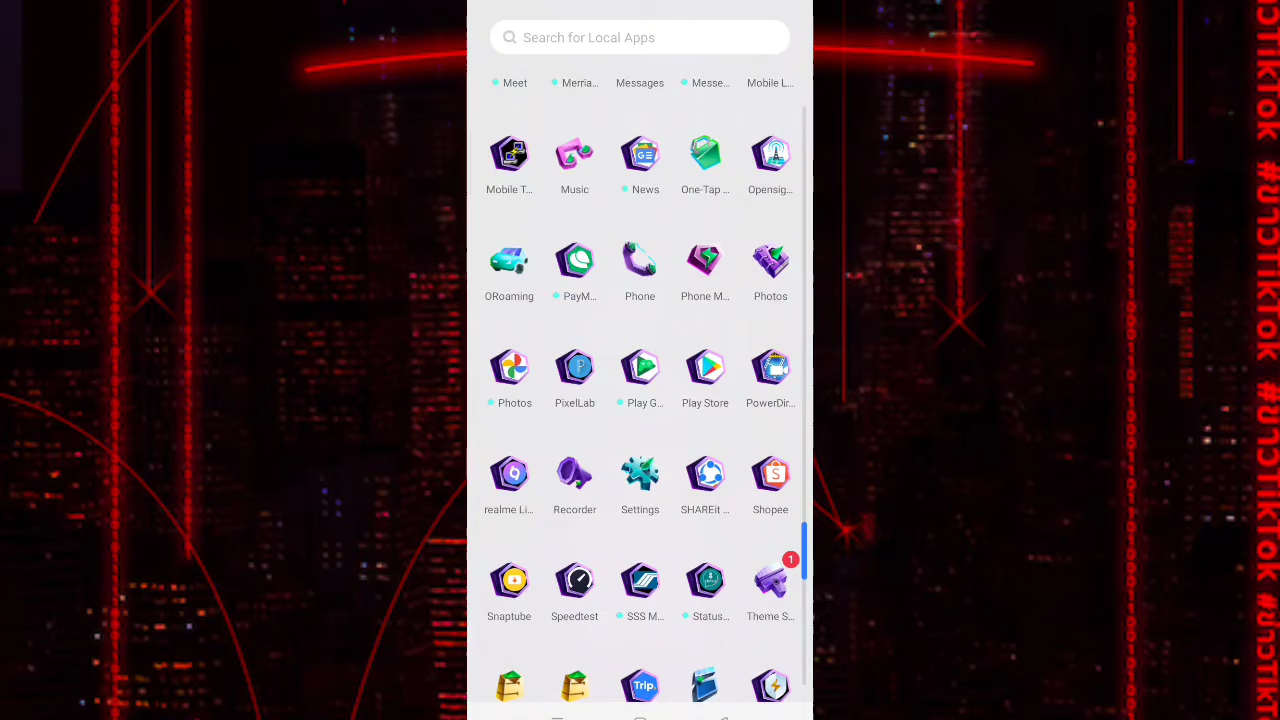 Search for Local Apps
Meet Merria... Messages Messe... Mobile L...
Mobile T... Music News One-Tap ... Opensig...
ORoaming PayM... Phone Phone M... Photos
Photos PixelLab Play G... Play Store PowerDir...
realme Li... Recorder Settings SHAREit ... Shopee
1
Snaptube Speedtest SSS M... Status... Theme S...
Trip.